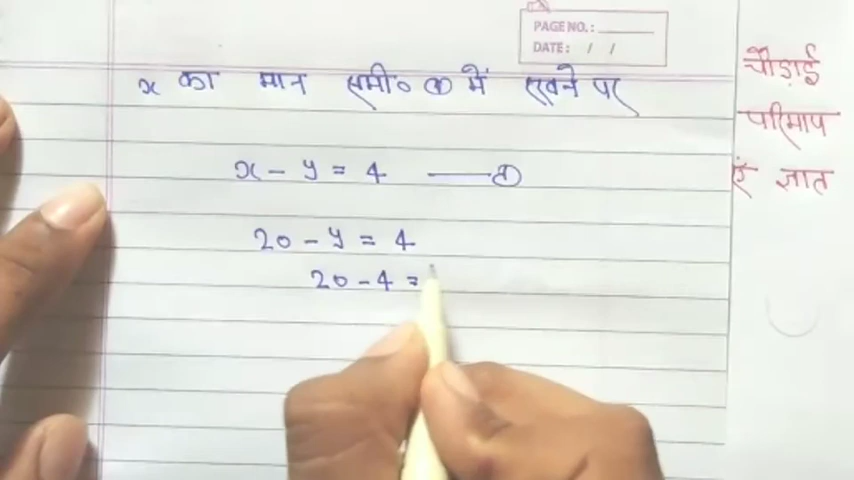 PAGE NO.:
DATE: / /
x का मान समी० ① में रखने पर
x - y = 4 —— ①
20 - y = 4
20 - 4 =
चौड़ाई
परिमाप
ज्ञात